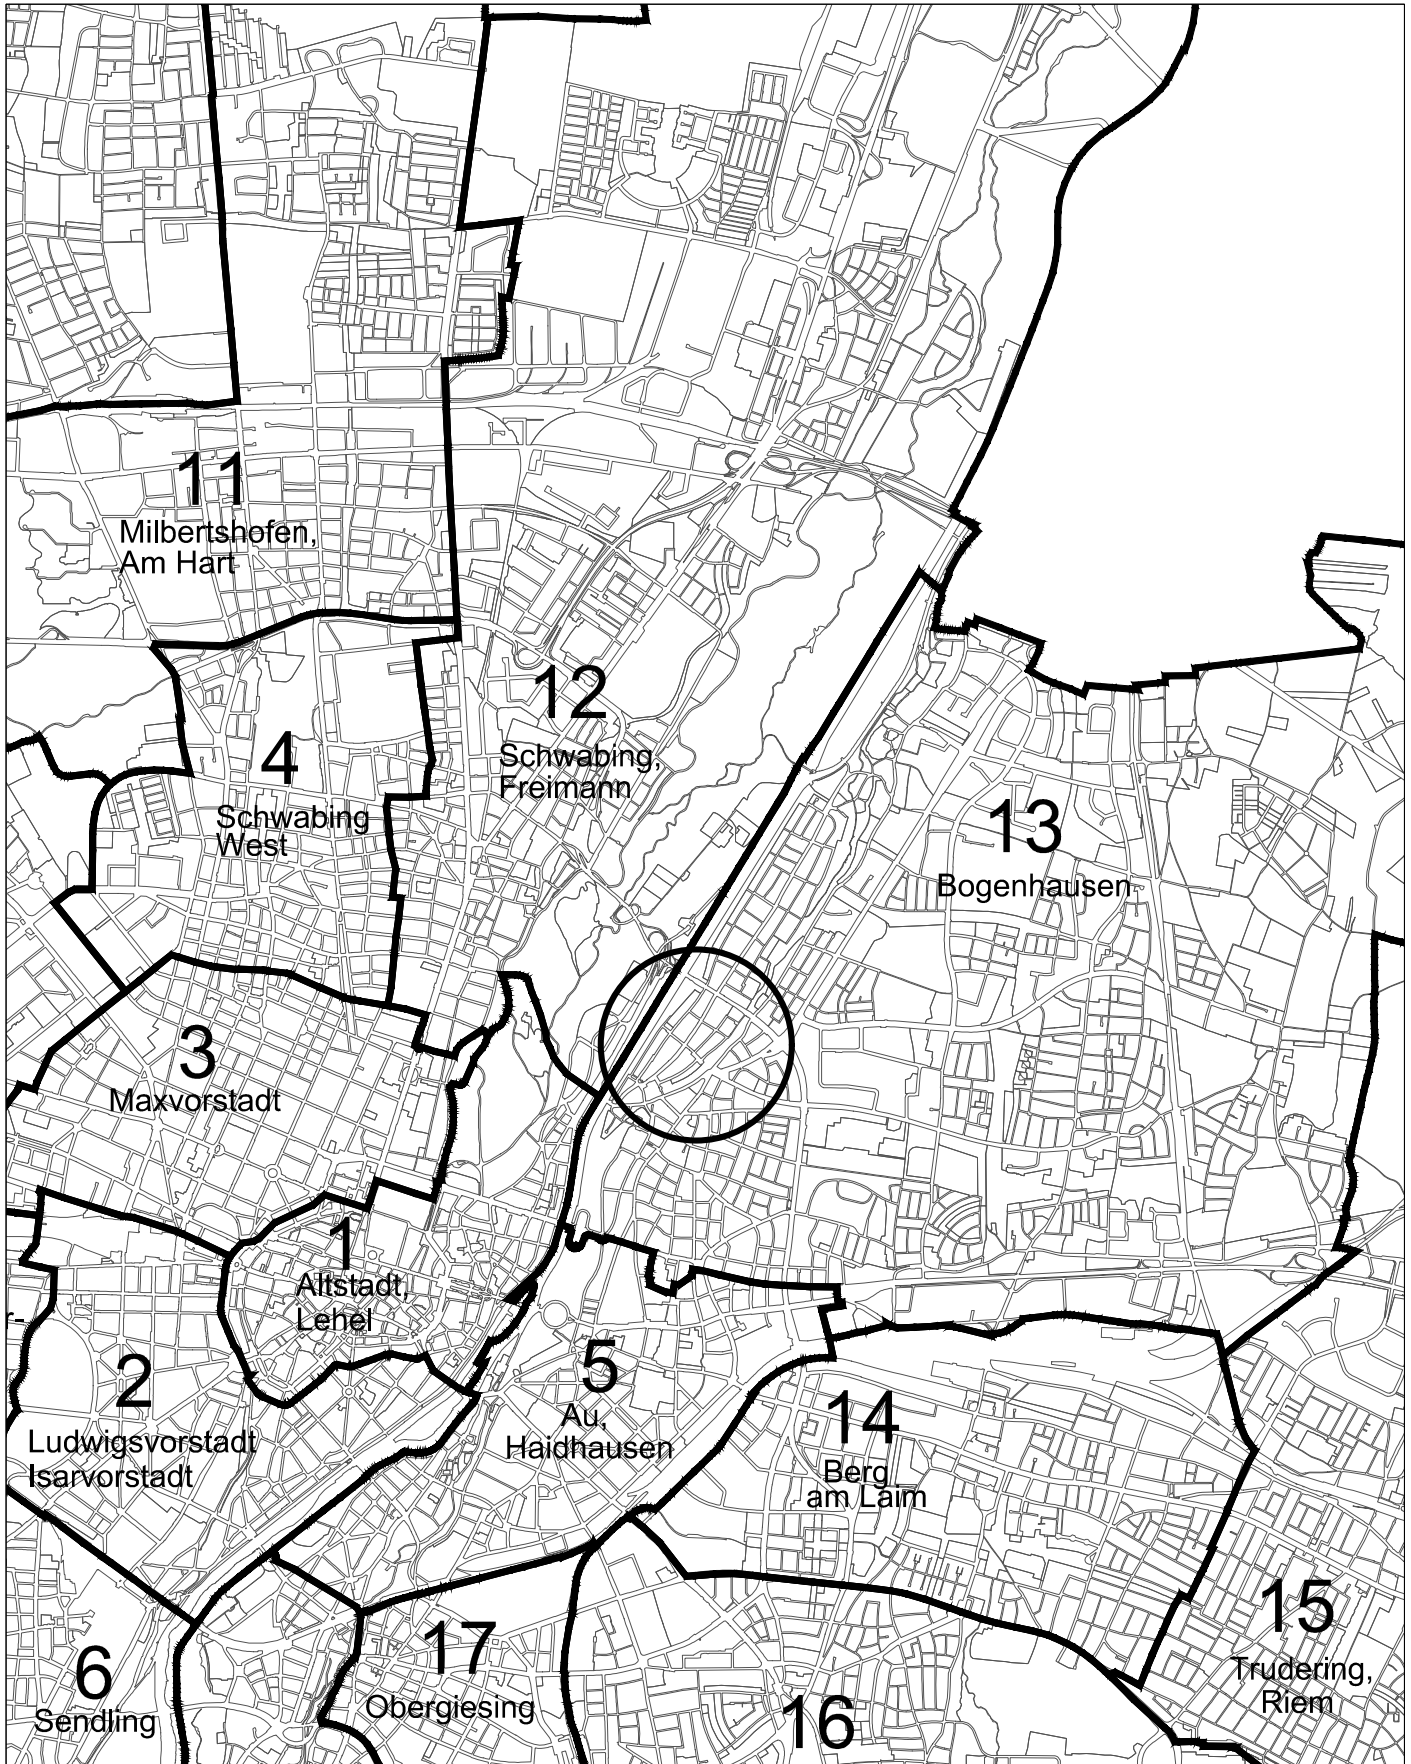 11
Milbertshofen,
Am Hart
12
Schwabing,
Freimann
4
Schwabing
West
13
Bogenhausen
3
Maxvorstadt
1
Altstadt,
Lehel
2
Ludwigsvorstadt
Isarvorstadt
5
Au,
Haidhausen
14
Berg
am Laim
15
Trudering,
Riem
6
Sendling
17
Obergiesing
16